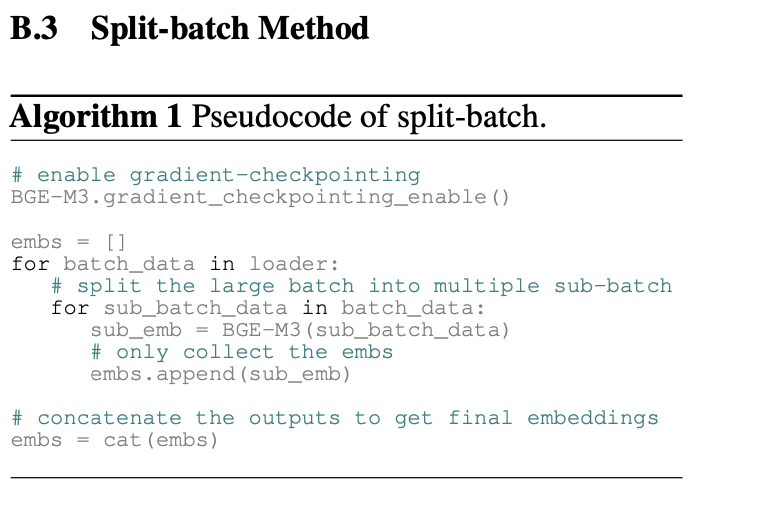 B.3 Split-batch Method
Algorithm 1 Pseudocode of split-batch.
# enable gradient-checkpointing
BGE-M3.gradient_checkpointing_enable()
embs = []
for batch_data in loader:
# split the large batch into multiple sub-batch
for sub_batch_data in batch_data:
sub_emb = BGE-M3(sub_batch_data)
# only collect the embs
embs.append(sub_emb)
# concatenate the outputs to get final embeddings
embs = cat(embs)